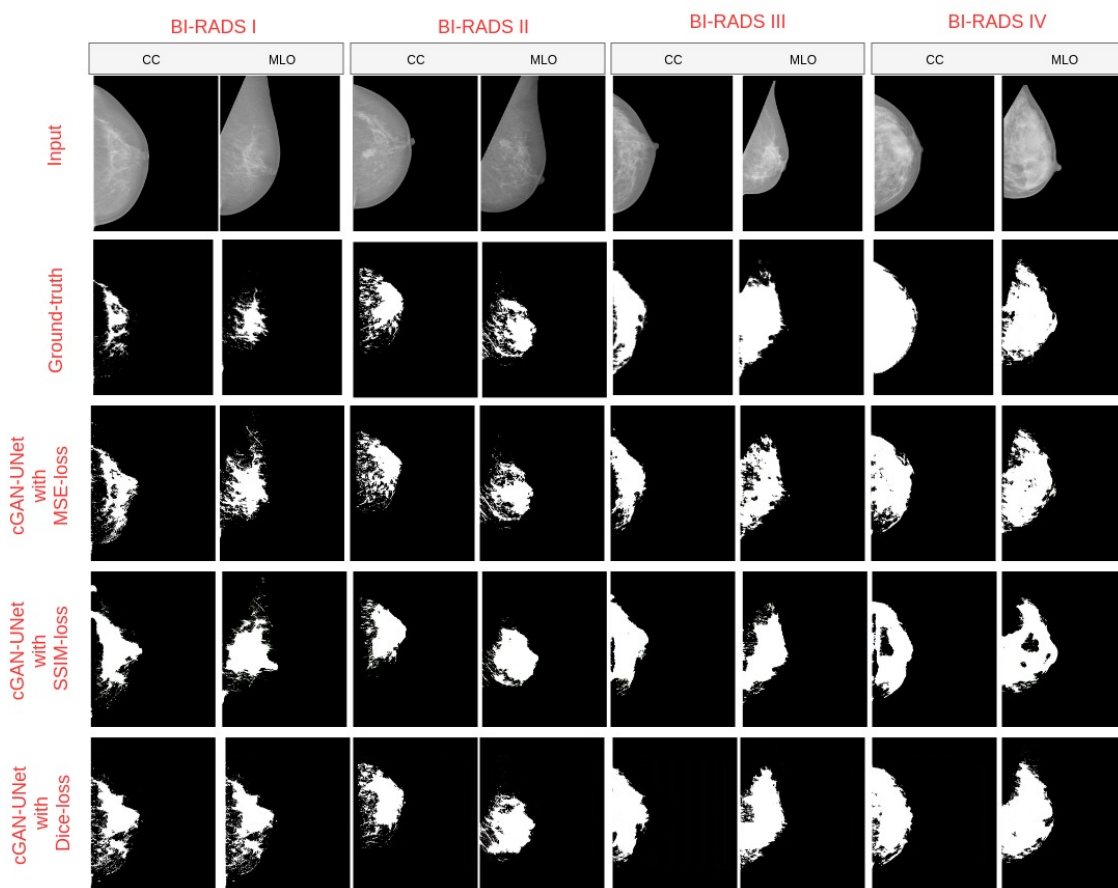 BI-RADS I BI-RADS II BI-RADS III BI-RADS IV
CC MLO CC MLO CC MLO CC MLO
Input
Ground-truth
cGAN-UNet
with
MSE-loss
cGAN-UNet
with
SSIM-loss
cGAN-UNet
with
Dice-loss